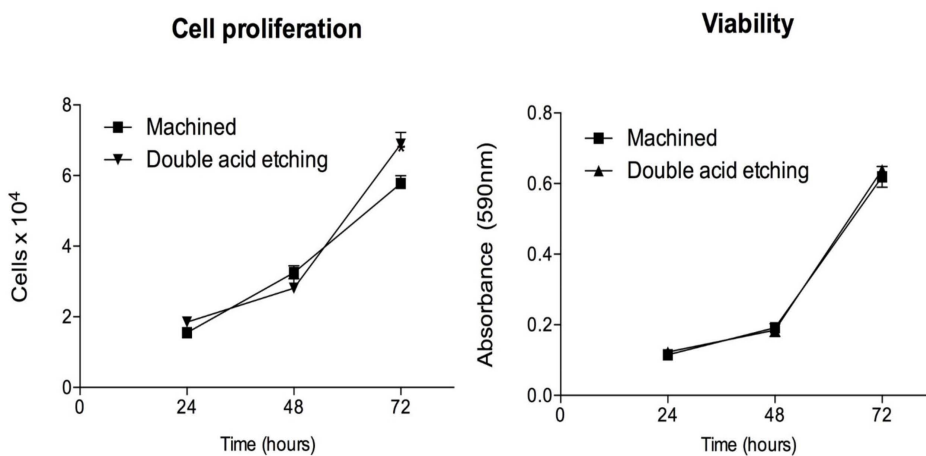 Cell proliferation
8
6
4
2
0
Cells x 10⁴
Machined
Double acid etching
*
0
24
48
72
Time (hours)
Viability
0.8
0.6
0.4
0.2
0.0
Absorbance (590nm)
Machined
Double acid etching
0
24
48
72
Time (hours)